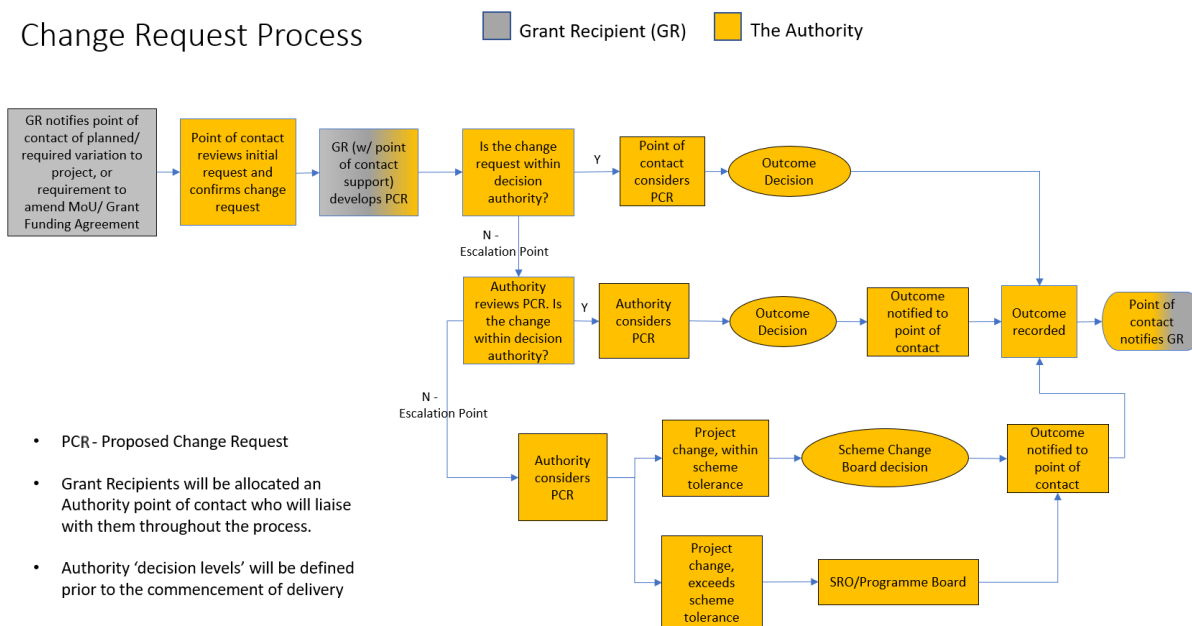 Change Request Process
Grant Recipient (GR)
The Authority
GR notifies point of
contact of planned/
required variation to
project, or
requirement to
amend MoU/ Grant
Funding Agreement
Point of contact
reviews initial
request and
confirms change
request
GR (w/ point
of contact
support)
develops PCR
Is the change
request within
decision
authority?
Y
Point of
contact
considers
PCR
Outcome
Decision
N -
Escalation Point
Authority
reviews PCR. Is
the change
within decision
authority?
Y
Authority
considers
PCR
Outcome
Decision
Outcome
notified to
point of
contact
Outcome
recorded
Point of
contact
notifies GR
N -
Escalation Point
Authority
considers
PCR
Project
change, within
scheme
tolerance
Scheme Change
Board decision
Outcome
notified to
point of
contact
Project
change,
exceeds
scheme
tolerance
SRO/Programme Board
• PCR - Proposed Change Request
• Grant Recipients will be allocated an
Authority point of contact who will liaise
with them throughout the process.
• Authority ‘decision levels’ will be defined
prior to the commencement of delivery